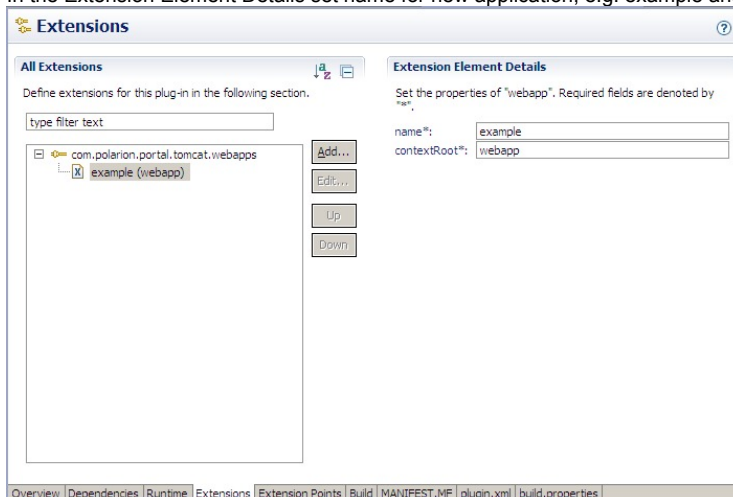 In the Extension Element Details set name for new application, e.g. example an
Extensions
All Extensions
Define extensions for this plug-in in the following section.
type filter text
com.polarion.portal.tomcat.webapps
example (webapp)
Add...
Edit...
Up
Down
Extension Element Details
Set the properties of "webapp". Required fields are denoted by
"*".
name*: example
contextRoot*: webapp
Overview Dependencies Runtime Extensions Extension Points Build MANIFEST.MF plugin.xml build.properties